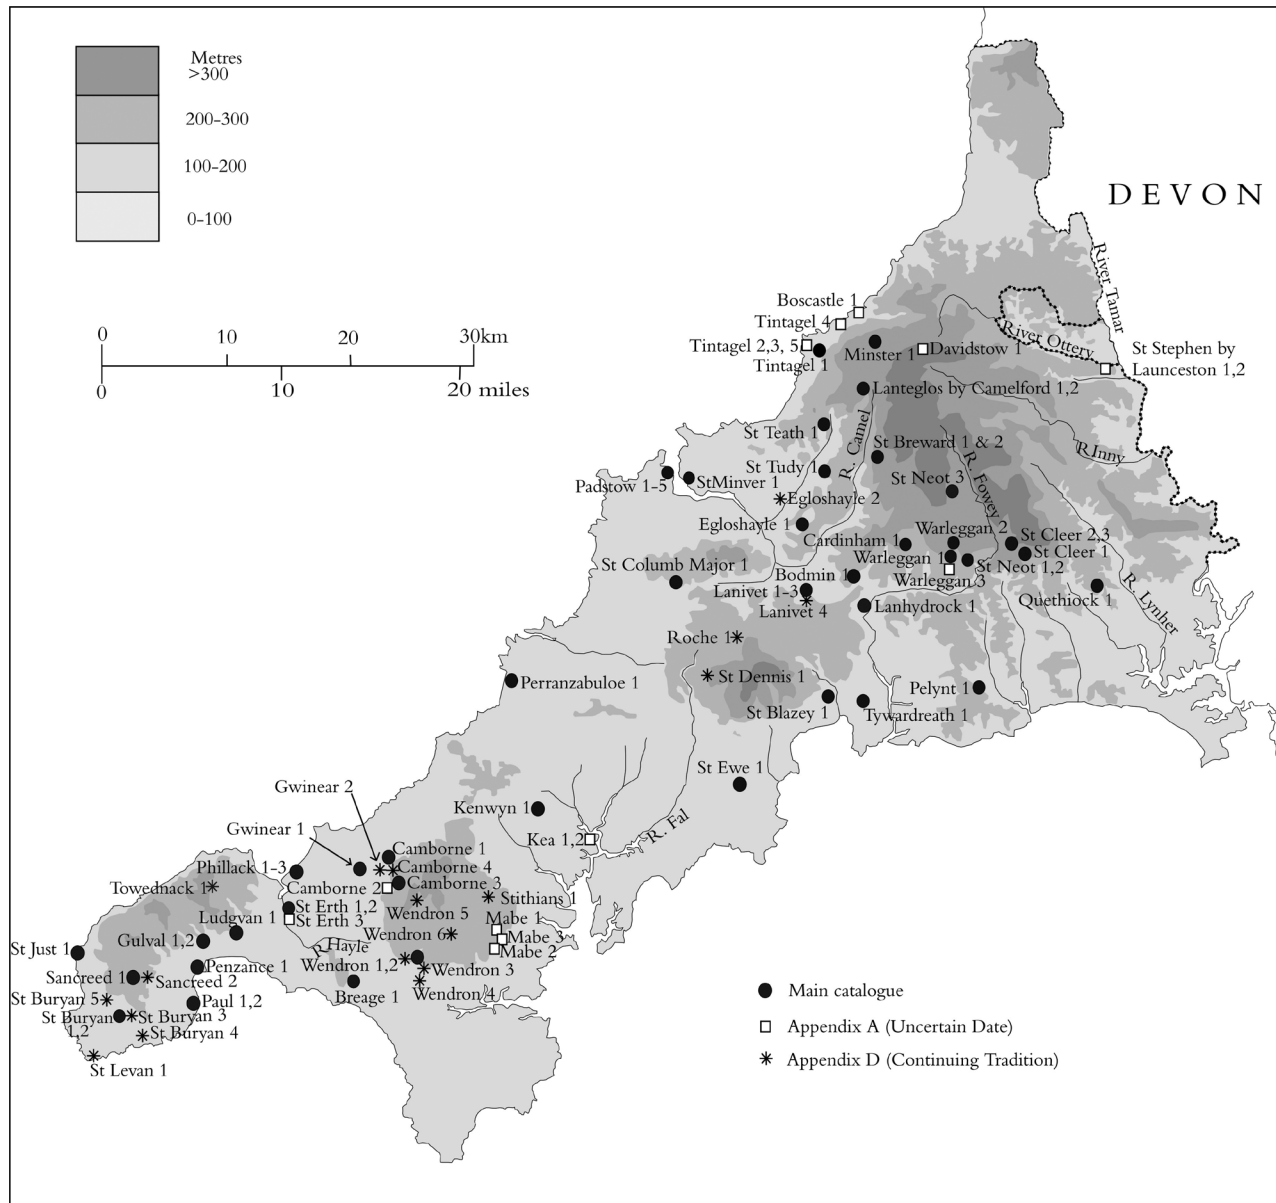 Metres
>300
200-300
100-200
0-100
DEVON
0 10 20 30km
0 10 20 miles
River Tamar
Boscastle 1
Tintagel 4
River Ottery
Tintagel 2,3, 5
Tintagel 1
Minster 1
Davidstow 1
St Stephen by
Launceston 1,2
Lanteglos by Camelford 1,2
St Teath 1
R. Camel
St Breward 1 & 2
R Inny
St Tudy 1
R. Fowey
St Neot 3
Padstow 1-5
StMinver 1
Egloshayle 2
Egloshayle 1
Cardinham 1
Warleggan 2
St Cleer 2,3
St Cleer 1
Warleggan 1
St Neot 1,2
Warleggan 3
St Columb Major 1
Bodmin 1
Lanivet 1-3
Lanivet 4
Lanhydrock 1
Quethiock 1
R. Lynher
Roche 1
St Dennis 1
Perranzabuloe 1
Pelynt 1
St Blazey 1
Tywardreath 1
St Ewe 1
Gwinear 2
Kenwyn 1
Gwinear 1
Kea 1,2
R. Fal
Camborne 1
Phillack 1-3
Camborne 4
Towednack 1
Camborne 2
Camborne 3
Stithians 1
St Erth 1,2
Wendron 5
Ludgvan 1
St Erth 3
Mabe 1
Gulval 1,2
Wendron 6
Mabe 3
St Just 1
R Hayle
Mabe 2
Penzance 1
Wendron 1,2
Wendron 3
Sancreed 1
Sancreed 2
Wendron 4
Breage 1
St Buryan 5
Paul 1,2
St Buryan
1,2
St Buryan 3
St Buryan 4
St Levan 1
Main catalogue
Appendix A (Uncertain Date)
Appendix D (Continuing Tradition)